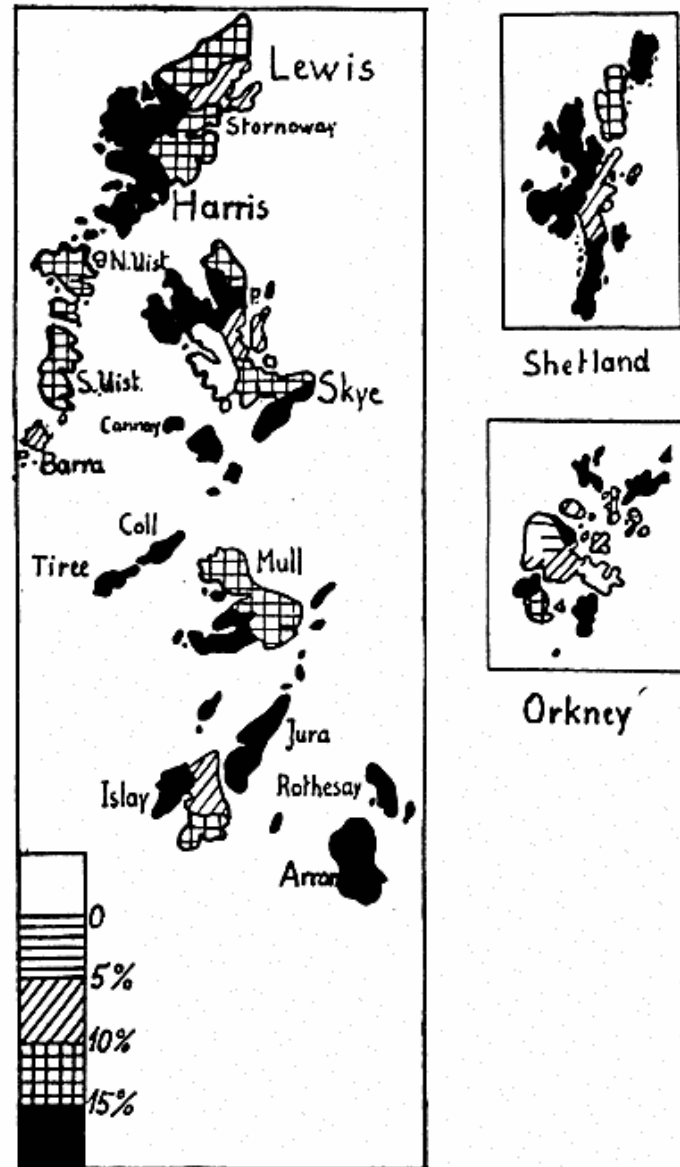 Lewis
Stornoway
Harris
N.Uist
P.
S.Uist.
Skye
Cannay
Barra
Coll
Tiree
Mull
Jura
Islay
Rothesay
Arran
0
5%
10%
15%
Shetland
Orkney